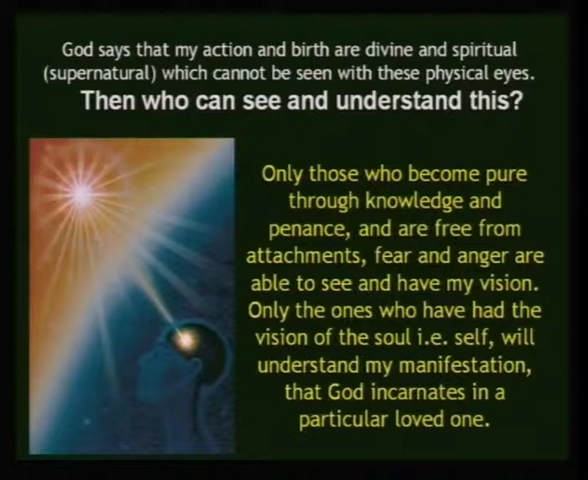 God says that my action and birth are divine and spiritual
(supernatural) which cannot be seen with these physical eyes.
Then who can see and understand this?
Only those who become pure
through knowledge and
penance, and are free from
attachments, fear and anger are
able to see and have my vision.
Only the ones who have had the
vision of the soul i.e. self, will
understand my manifestation,
that God incarnates in a
particular loved one.